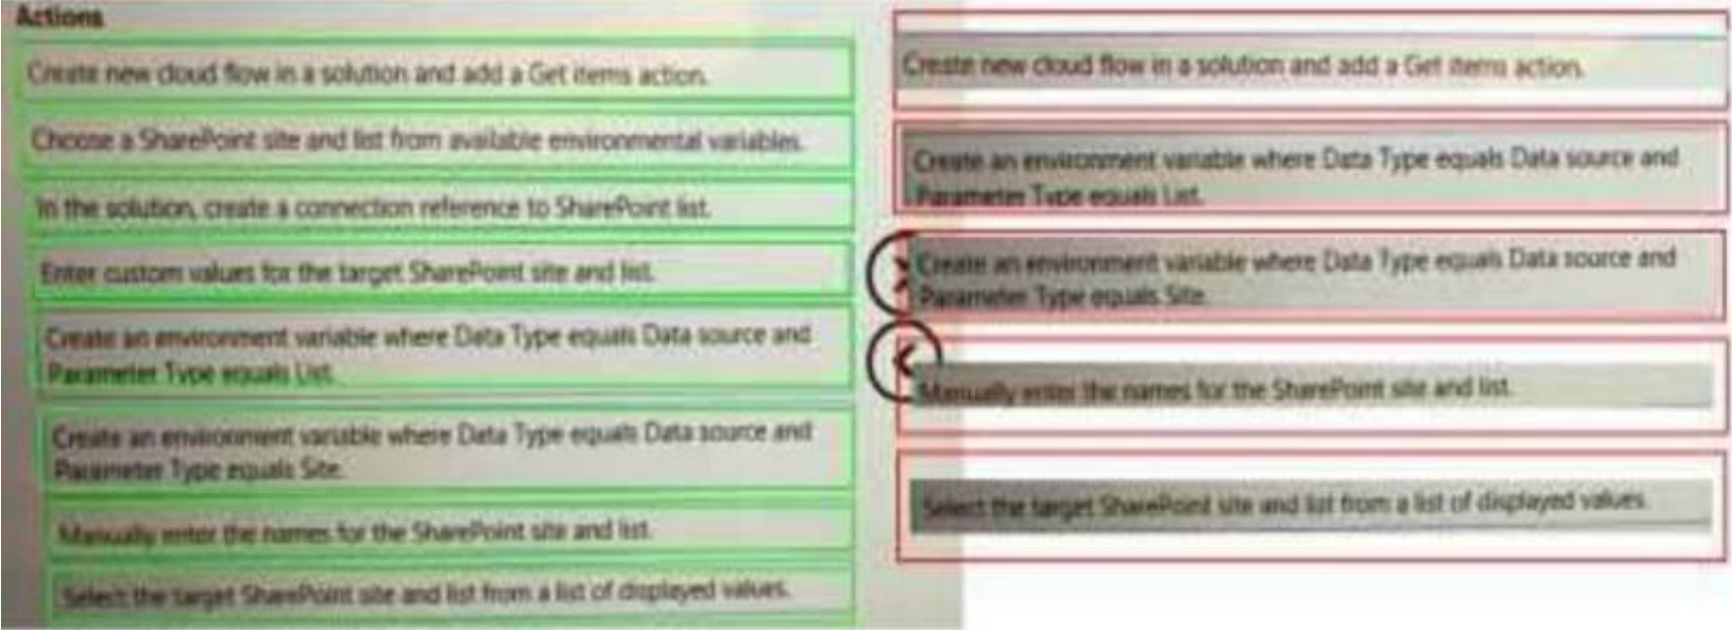 Actions
Create new cloud flow in a solution and add a Get items action.
Choose a SharePoint site and list from available environmental variables.
In the solution, create a connection reference to SharePoint list.
Enter custom values for the target SharePoint site and list.
Create an environment variable where Data Type equals Data source and
Parameter Type equals List.
Create an environment variable where Data Type equals Data source and
Parameter Type equals Site.
Manually enter the names for the SharePoint site and list.
Select the target SharePoint site and list from a list of displayed values.
Create new cloud flow in a solution and add a Get items action.
Create an environment variable where Data Type equals Data source and
Parameter Type equals List.
Create an environment variable where Data Type equals Data source and
Parameter Type equals Site.
Manually enter the names for the SharePoint site and list.
Select the target SharePoint site and list from a list of displayed values.